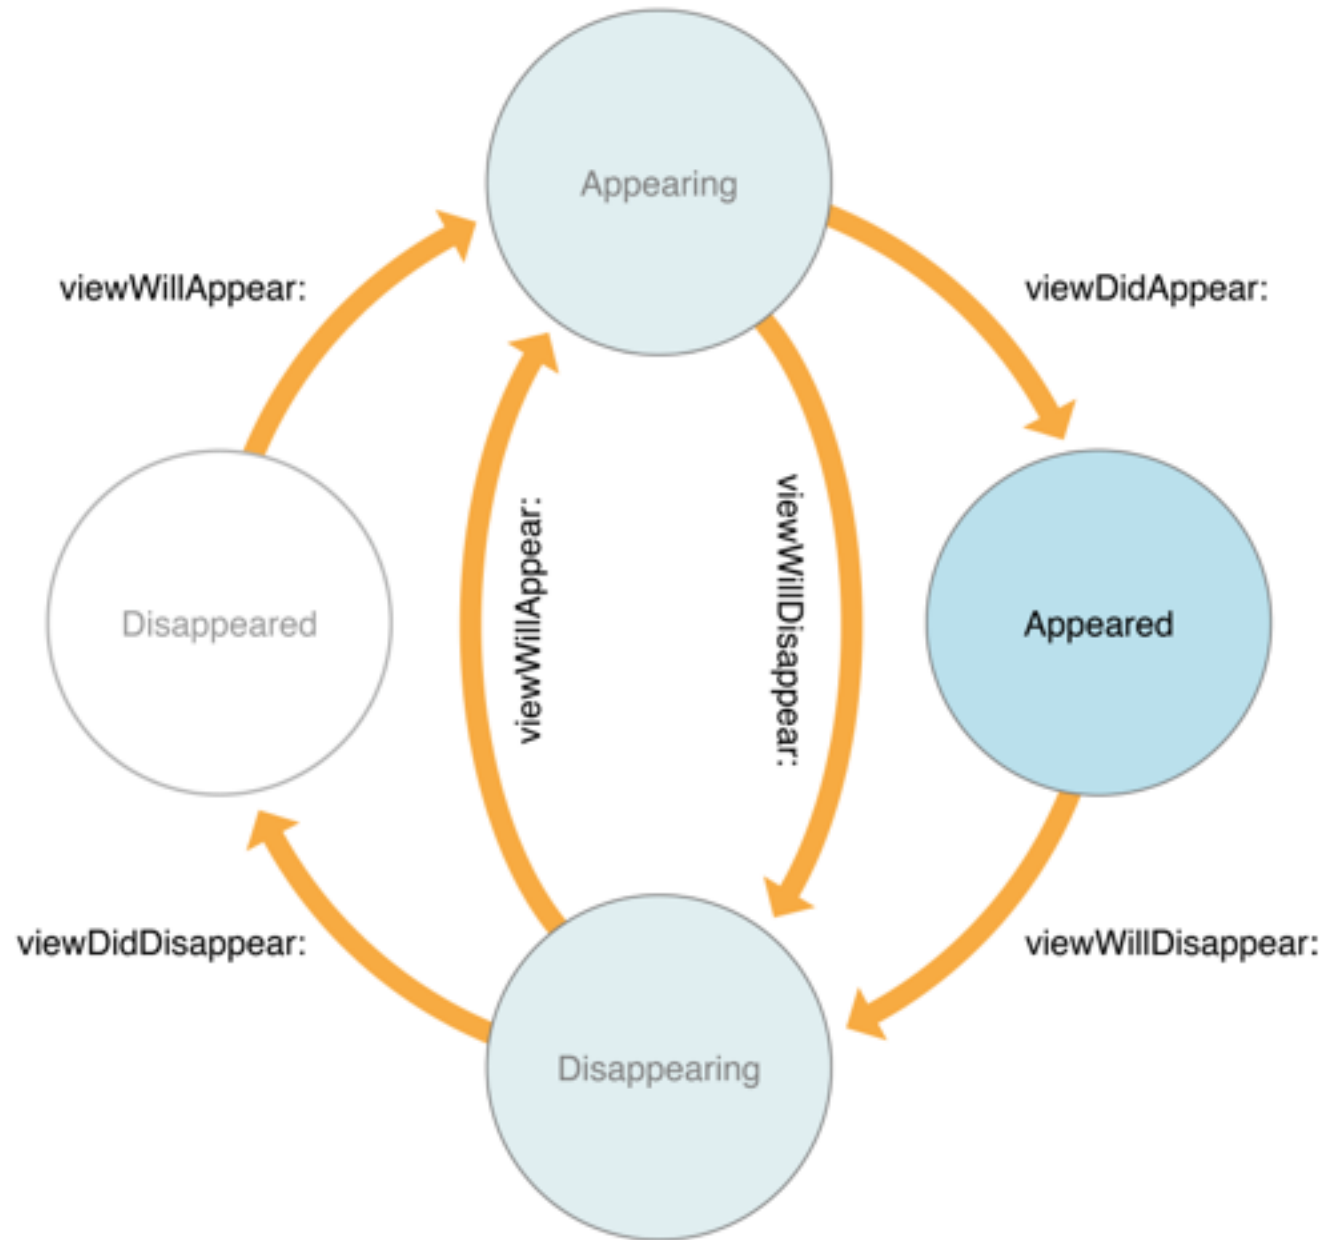 Appearing
viewWillAppear:
viewDidAppear:
viewWillAppear:
viewWillDisappear:
Disappeared
Appeared
viewDidDisappear:
viewWillDisappear:
Disappearing